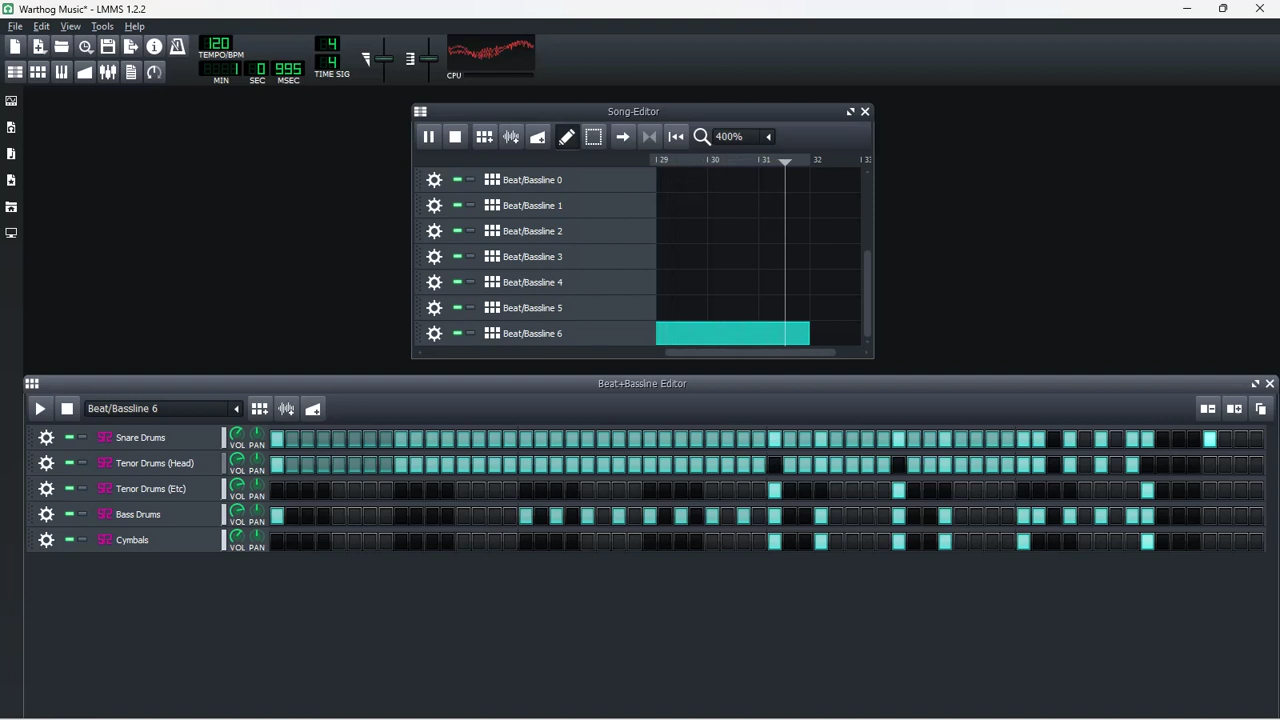 Warthog Music* - LMMS 1.2.2
File Edit View Tools Help
120
TEMPO/BPM
1 0 995
MIN SEC MSEC
4
4
TIME SIG
CPU
Song-Editor
400%
29 30 31 32 33
Beat/Bassline 0
Beat/Bassline 1
Beat/Bassline 2
Beat/Bassline 3
Beat/Bassline 4
Beat/Bassline 5
Beat/Bassline 6
Beat+Bassline Editor
Beat/Bassline 6
Snare Drums VOL PAN
Tenor Drums (Head) VOL PAN
Tenor Drums (Etc) VOL PAN
Bass Drums VOL PAN
Cymbals VOL PAN